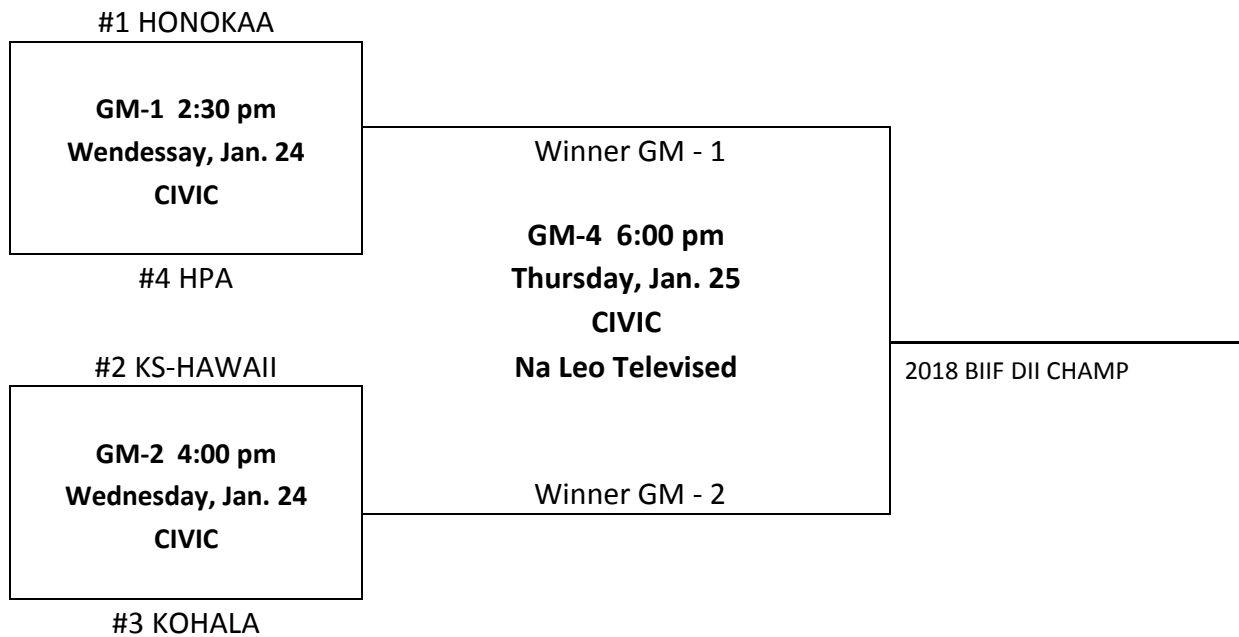 #1 HONOKAA
GM-1 2:30 pm
Wendessay, Jan. 24
CIVIC
#4 HPA
#2 KS-HAWAII
GM-2 4:00 pm
Wednesday, Jan. 24
CIVIC
#3 KOHALA
Winner GM - 1
GM-4 6:00 pm
Thursday, Jan. 25
CIVIC
Na Leo Televised
Winner GM - 2
2018 BIIF DII CHAMP